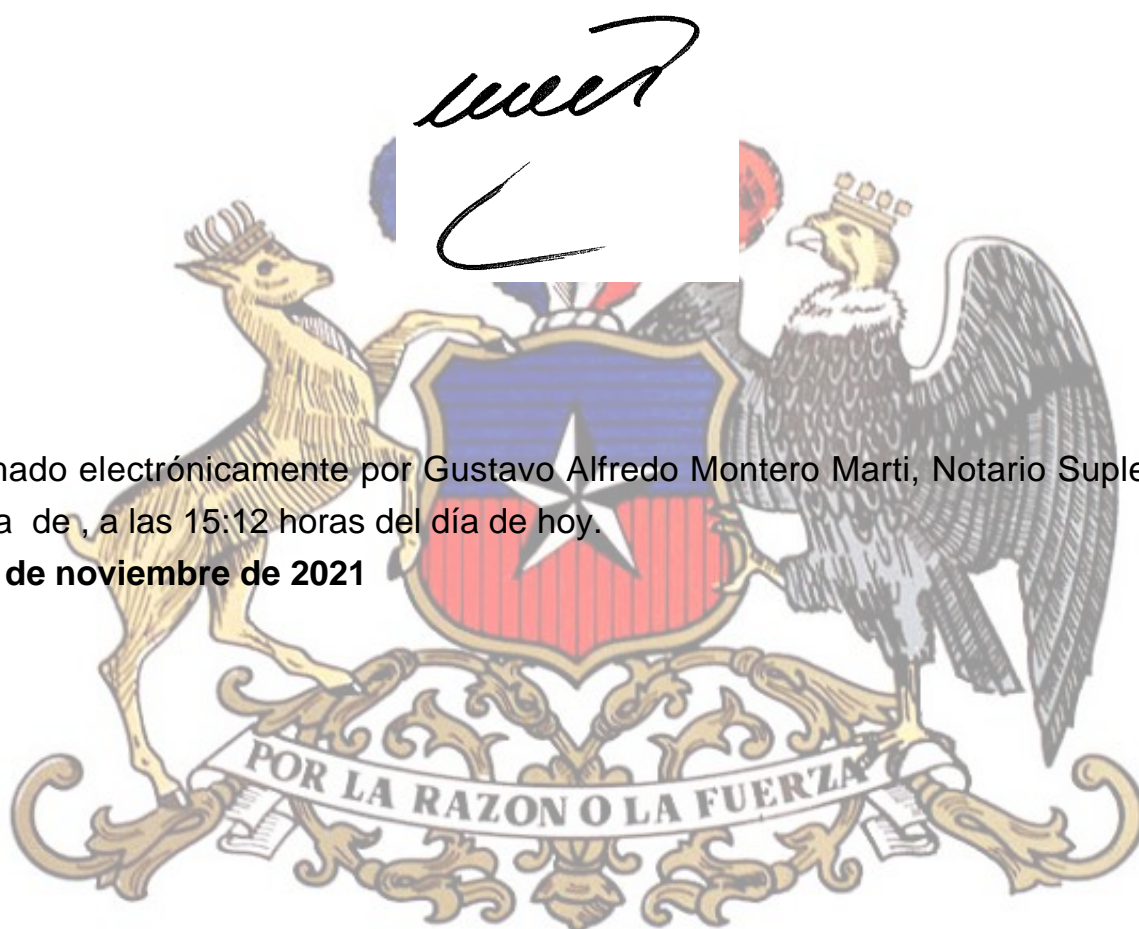 nado electrónicamente por Gustavo Alfredo Montero Marti, Notario Suple
a de , a las 15:12 horas del día de hoy.
de noviembre de 2021
POR LA RAZON O LA FUERZA